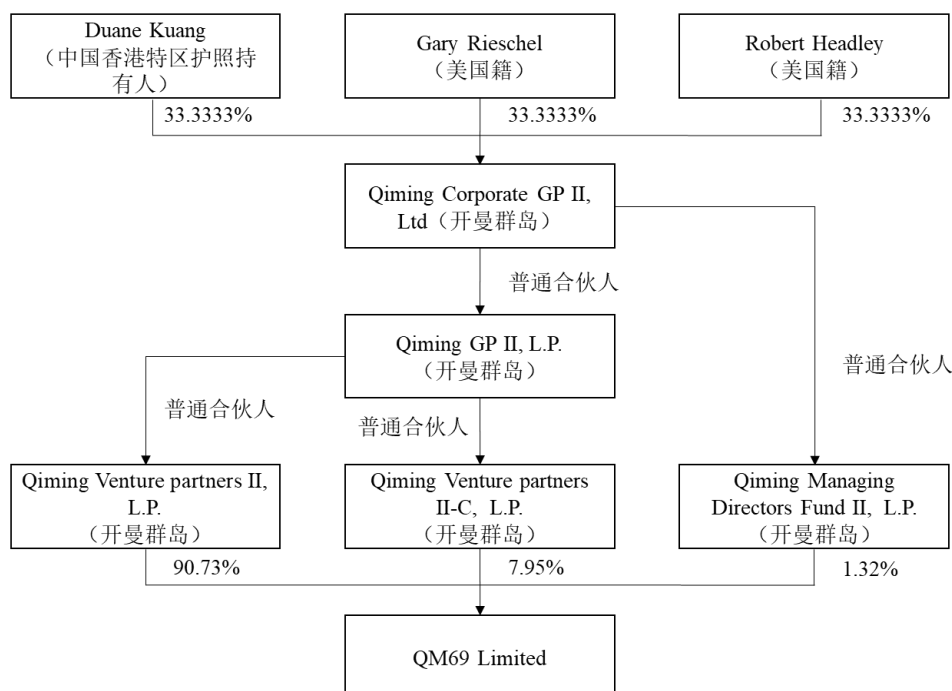 Duane Kuang
（中国香港特区护照持
有人）
Gary Rieschel
（美国籍）
Robert Headley
（美国籍）
33.3333%
33.3333%
33.3333%
Qiming Corporate GP II,
Ltd（开曼群岛）
普通合伙人
Qiming GP II, L.P.
（开曼群岛）
普通合伙人
普通合伙人
普通合伙人
Qiming Venture partners II,
L.P.
（开曼群岛）
Qiming Venture partners
II-C, L.P.
（开曼群岛）
Qiming Managing
Directors Fund II, L.P.
（开曼群岛）
90.73%
7.95%
1.32%
QM69 Limited